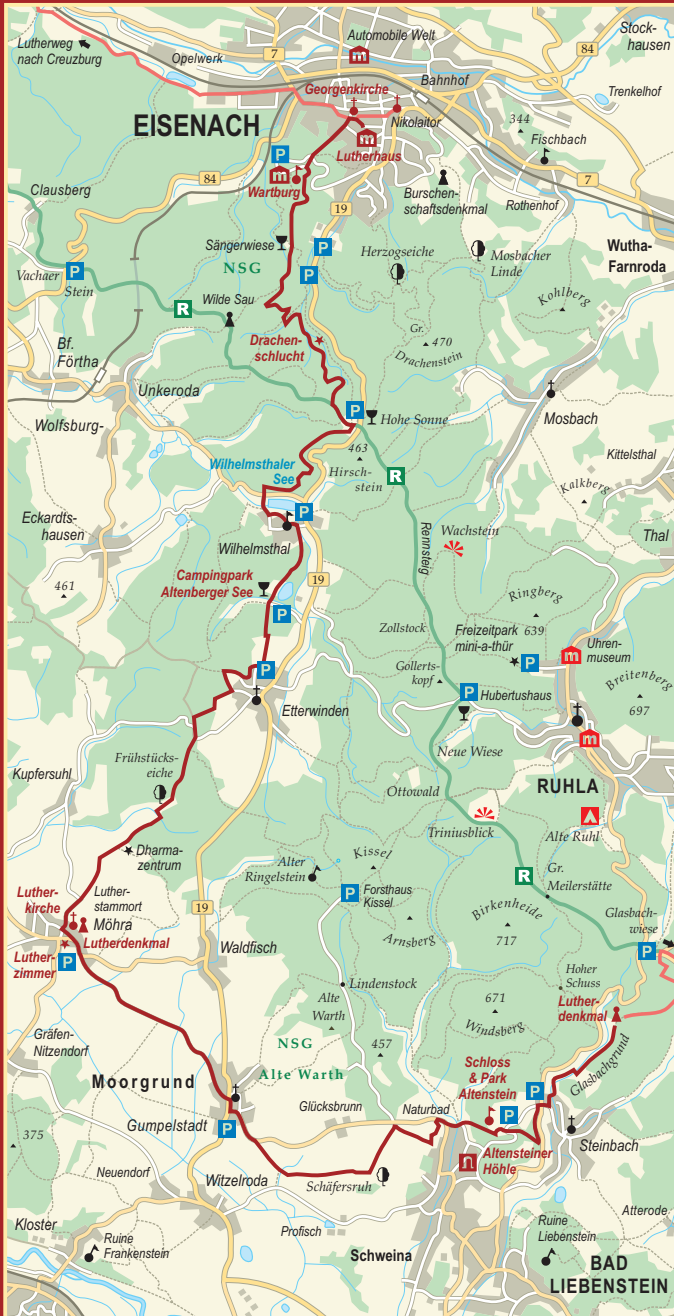 Lutherweg
nach Creuzburg
Opelwerk
7
Automobile Welt
84
Stock-
hausen
Bahnhof
Trenkelhof
Georgenkirche
EISENACH
Nikolaitor
344
Fischbach
Lutherhaus
P
84
Wartburg
7
Clausberg
19
Burschen-
schaftsdenkmal
Rothenhof
Sängerwiese
P
Herzogseiche
Mosbacher
Linde
Wutha-
Farnroda
Vachaer
Stein
P
NSG
P
R
Wilde Sau
Kohlberg
Gr.
470
Drachenstein
Bf.
Förtha
Drachen-
schlucht
Unkeroda
P
Hohe Sonne
Mosbach
Wolfsburg-
Wilhelmsthaler
See
463
Hirsch-
stein
R
Kittelsthal
Kalkberg
Eckardts-
hausen
P
Wilhelmsthal
Rennsteig
Wachstein
Thal
461
Campingpark
Altenberger See
19
P
Ringberg
Zollstock
Freizeitpark
mini-a-thür
639
P
Uhren-
museum
P
Gollerts-
kopf
P
Hubertushaus
Breitenberg
697
Etterwinden
Frühstücks-
eiche
Neue Wiese
Kupfersuhl
Ottowald
RUHLA
Triniusblick
Alte Ruhl
Dharma-
zentrum
Kissel
Alter
Ringelstein
R
Gr.
Meilerstätte
Luther-
kirche
Luther-
stammort
Möhra
P
Forsthaus
Kissel
Birkenheide
717
Glasbach-
wiese
Lutherdenkmal
19
Arnsberg
P
Luther-
zimmer
P
Waldfisch
Lindenstock
Hoher
Schuss
Alte
Warth
671
Windsberg
Luther-
denkmal
Gräfen-
Nitzendorf
NSG
Alte Warth
457
Schloss
& Park
Altenstein
Glasbachgrund
Moorgrund
P
Glücksbrunn
Naturbad
P
Gumpelstadt
P
Steinbach
375
Altensteiner
Höhle
Neuendorf
Witzelroda
Schäfersruh
Atterode
Kloster
Profisch
Ruine
Frankenstein
Schweina
Ruine
Liebenstein
BAD
LIEBENSTEIN